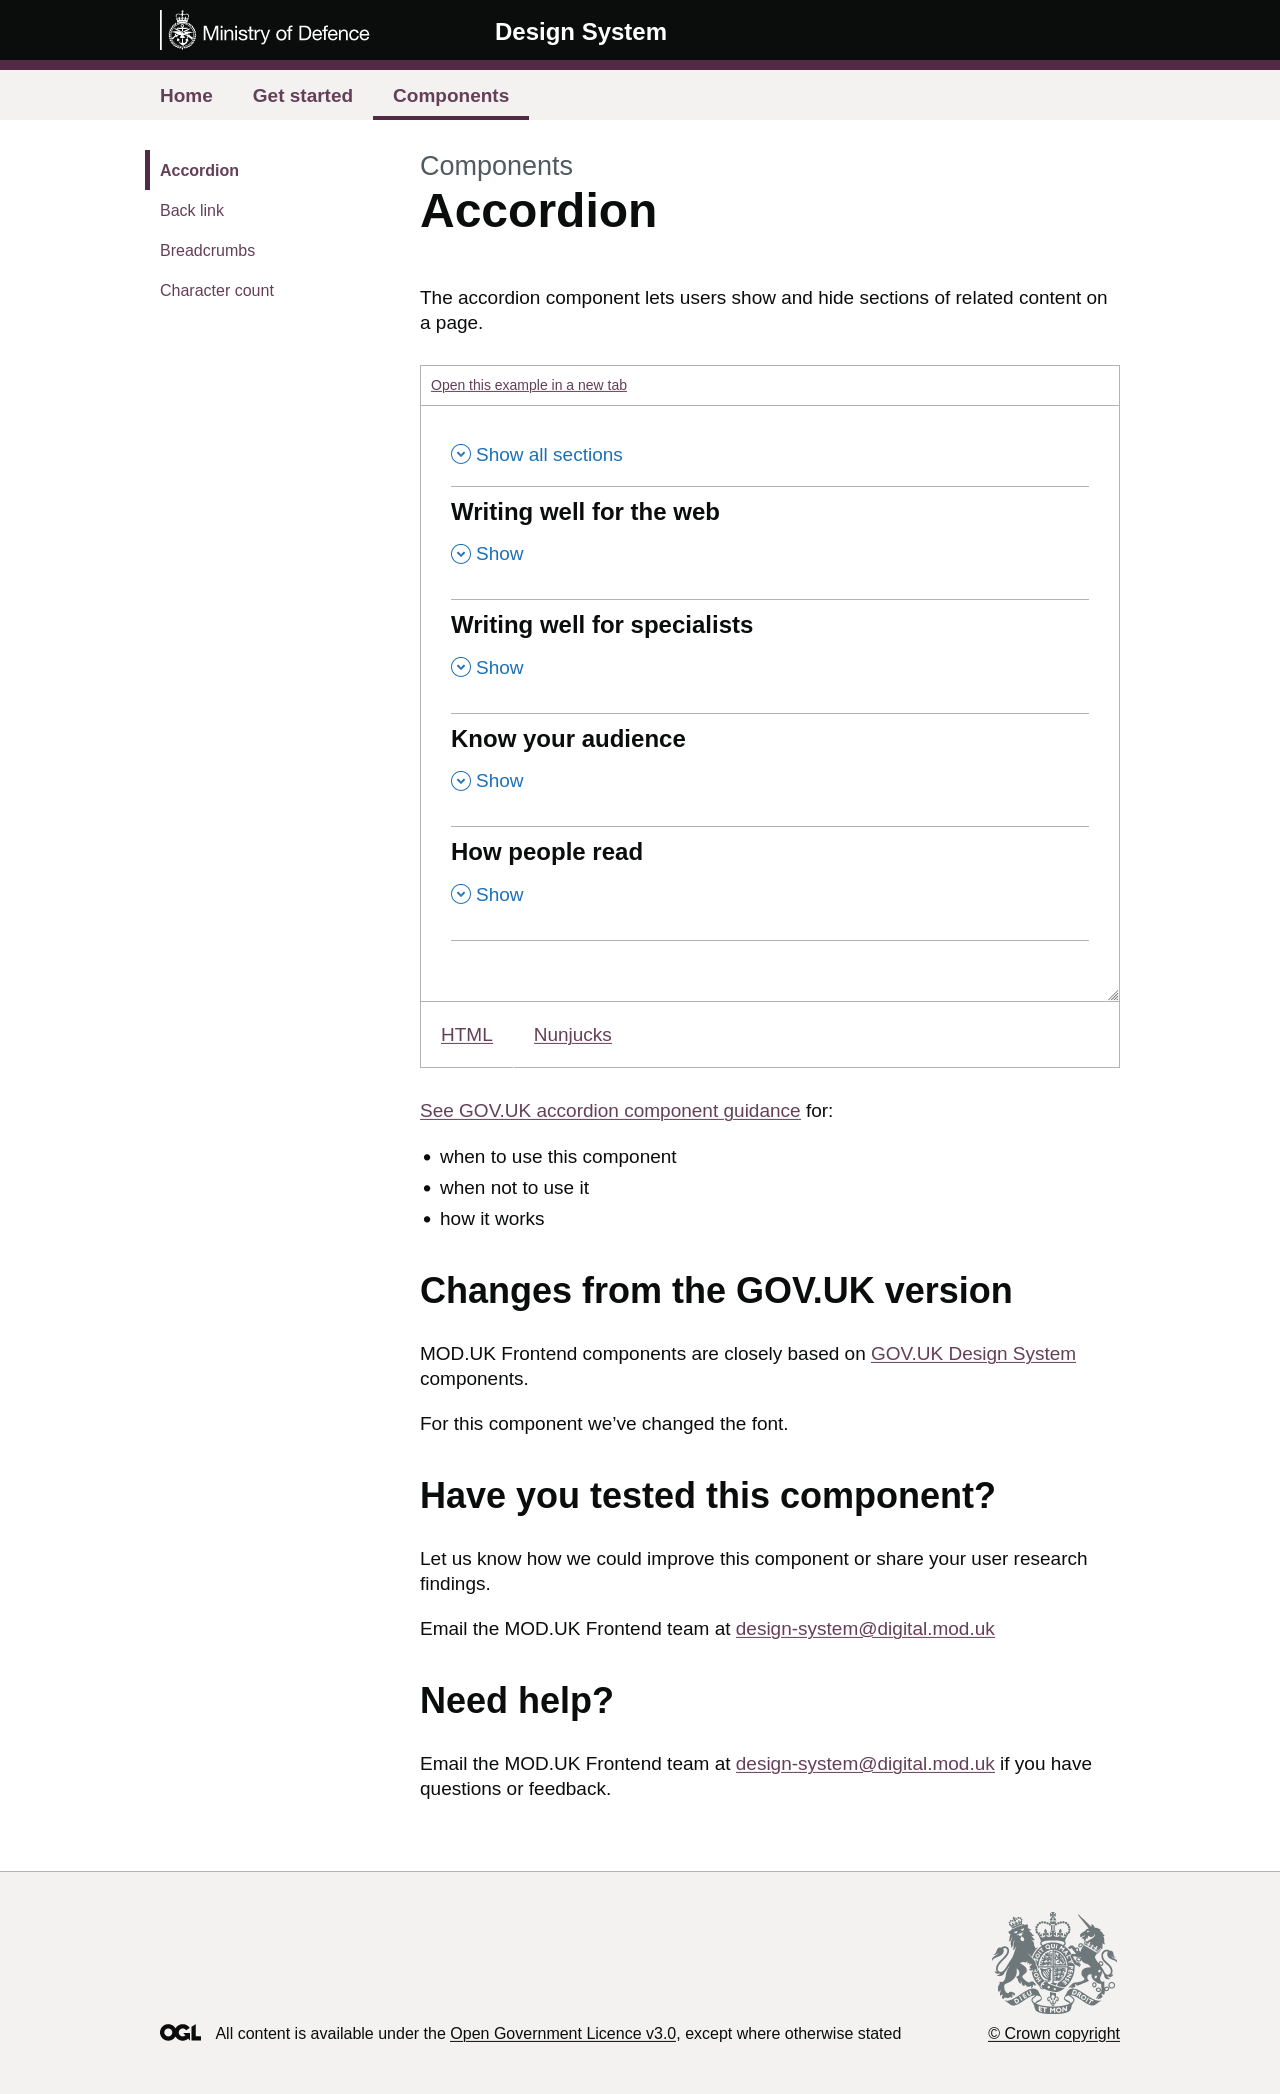 Ministry of Defence
Design System
Home
Get started
Components
Accordion
Back link
Breadcrumbs
Character count
Components
Accordion
The accordion component lets users show and hide sections of related content on
a page.
Open this example in a new tab
Show all sections
Writing well for the web
Show
Writing well for specialists
Show
Know your audience
Show
How people read
Show
HTML
Nunjucks
See GOV.UK accordion component guidance for:
• when to use this component
• when not to use it
• how it works
Changes from the GOV.UK version
MOD.UK Frontend components are closely based on GOV.UK Design System
components.
For this component we’ve changed the font.
Have you tested this component?
Let us know how we could improve this component or share your user research
findings.
Email the MOD.UK Frontend team at design-system@digital.mod.uk
Need help?
Email the MOD.UK Frontend team at design-system@digital.mod.uk if you have
questions or feedback.
DIEU ET MON DROIT
OGL
All content is available under the Open Government Licence v3.0, except where otherwise stated
© Crown copyright